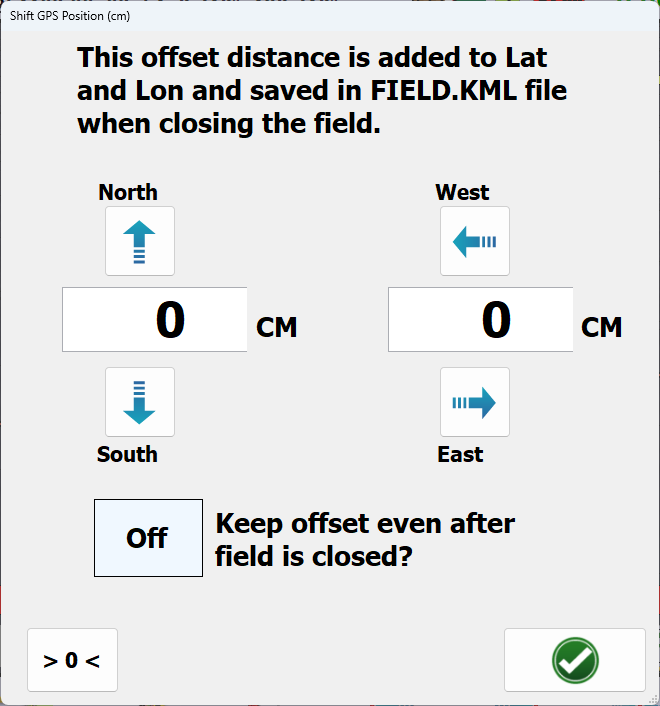 Shift GPS Position (cm)
This offset distance is added to Lat
and Lon and saved in FIELD.KML file
when closing the field.
North
West
0 CM
0 CM
South
East
Off
Keep offset even after
field is closed?
> 0 <